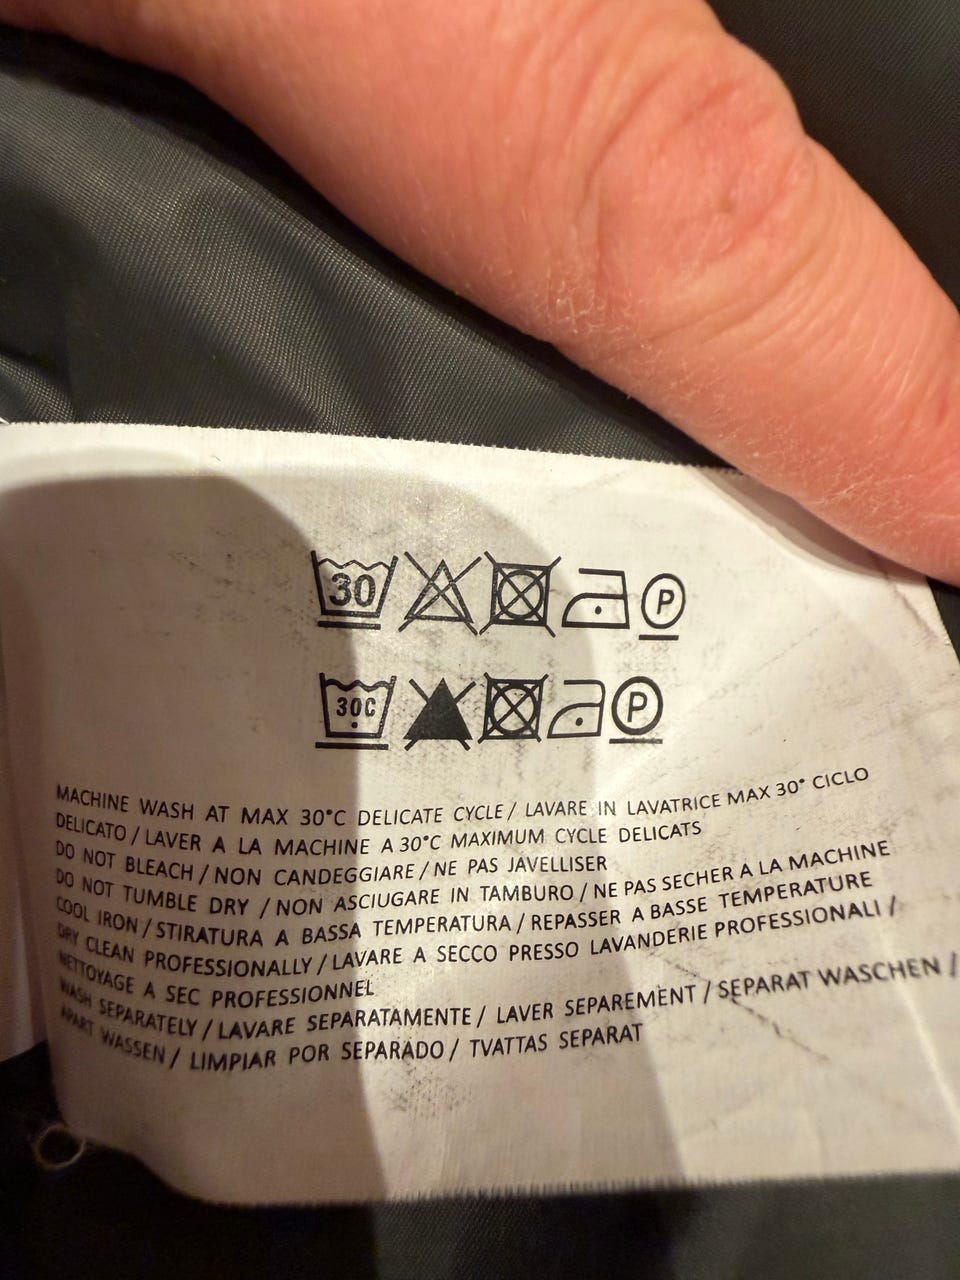 30 P
30C P
MACHINE WASH AT MAX 30°C DELICATE CYCLE / LAVARE IN LAVATRICE MAX 30° CICLO
DELICATO / LAVER A LA MACHINE A 30°C MAXIMUM CYCLE DELICATS
DO NOT BLEACH / NON CANDEGGIARE / NE PAS JAVELLISER
DO NOT TUMBLE DRY / NON ASCIUGARE IN TAMBURO / NE PAS SECHER A LA MACHINE
COOL IRON / STIRATURA A BASSA TEMPERATURA / REPASSER A BASSE TEMPERATURE
DRY CLEAN PROFESSIONALLY / LAVARE A SECCO PRESSO LAVANDERIE PROFESSIONALI /
NETTOYAGE A SEC PROFESSIONNEL
WASH SEPARATELY / LAVARE SEPARATAMENTE / LAVER SEPAREMENT / SEPARAT WASCHEN /
APART WASSEN / LIMPIAR POR SEPARADO / TVATTAS SEPARAT